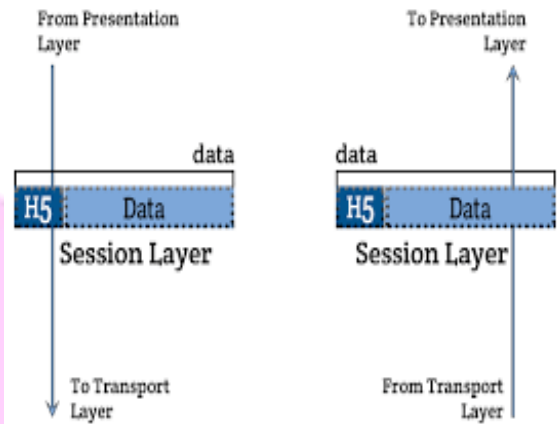 From Presentation
Layer
data
H5 Data
Session Layer
To Transport
Layer
To Presentation
Layer
data
H5 Data
Session Layer
From Transport
Layer